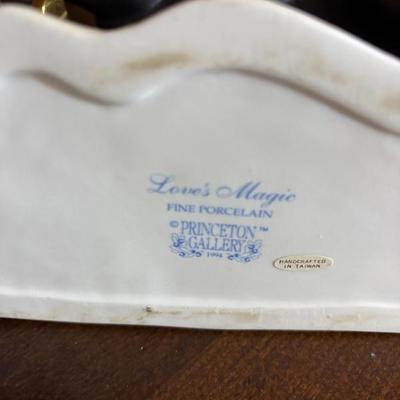 Love's Magic
FINE PORCELAIN
© PRINCETON™
GALLERY
1994
HANDCRAFTED
IN TAIWAN